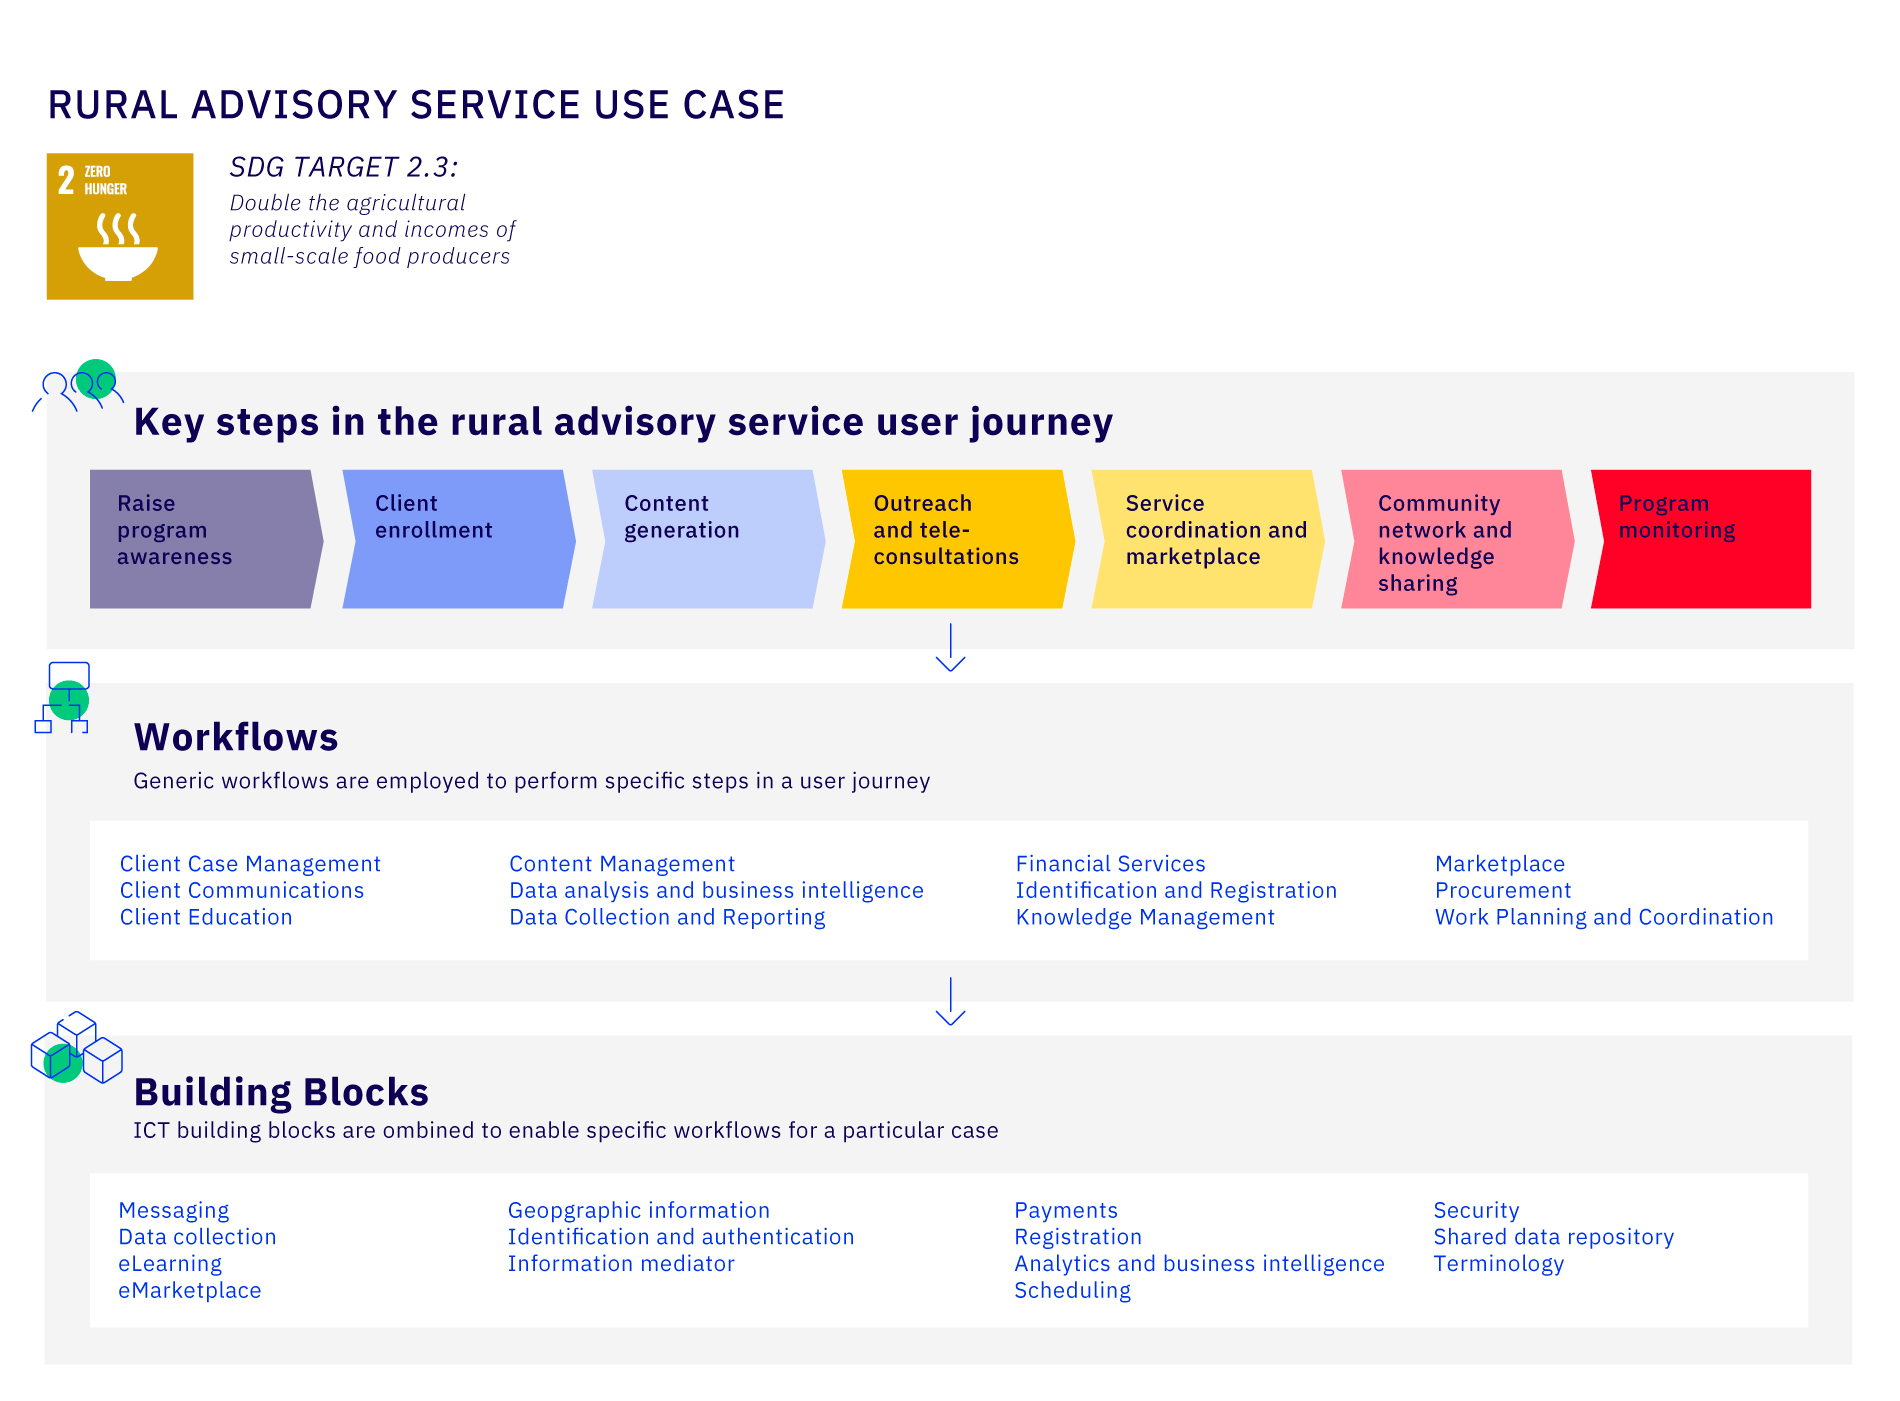 RURAL ADVISORY SERVICE USE CASE
2 ZERO
HUNGER
SDG TARGET 2.3:
Double the agricultural
productivity and incomes of
small-scale food producers
Key steps in the rural advisory service user journey
Raise
program
awareness
Client
enrollment
Content
generation
Outreach
and tele-
consultations
Service
coordination and
marketplace
Community
network and
knowledge
sharing
Program
monitoring
Workflows
Generic workflows are employed to perform specific steps in a user journey
Client Case Management
Client Communications
Client Education
Content Management
Data analysis and business intelligence
Data Collection and Reporting
Financial Services
Identification and Registration
Knowledge Management
Marketplace
Procurement
Work Planning and Coordination
Building Blocks
ICT building blocks are ombined to enable specific workflows for a particular case
Messaging
Data collection
eLearning
eMarketplace
Geopgraphic information
Identification and authentication
Information mediator
Payments
Registration
Analytics and business intelligence
Scheduling
Security
Shared data repository
Terminology